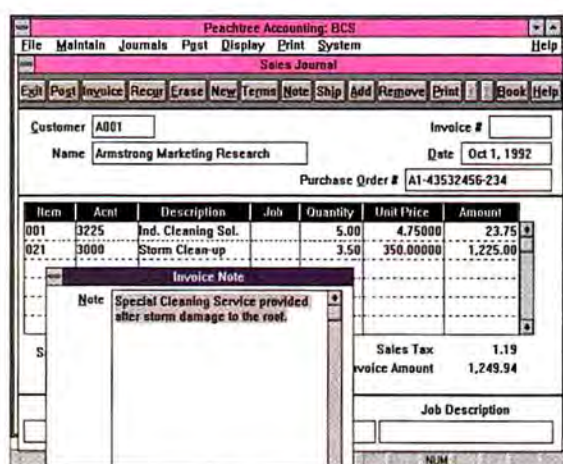 Peachtree Accounting: BCS
File Maintain Journals Post Display Print System Help
Sales Journal
Exit Post Invoice Recur Erase New Terms Note Ship Add Remove Print Book Help
Customer A001 Invoice #
Name Armstrong Marketing Research Date Oct 1, 1992
Purchase Order # A1-43532456-234
Item Acnt Description Job Quantity Unit Price Amount
001 3225 Ind. Cleaning Sol. 5.00 4.75000 23.75
021 3000 Storm Clean-up 3.50 350.00000 1,225.00
Invoice Note
Note Special Cleaning Service provided
after storm damage to the roof.
S Sales Tax 1.19
nvoice Amount 1,249.94
Job Description
NUM